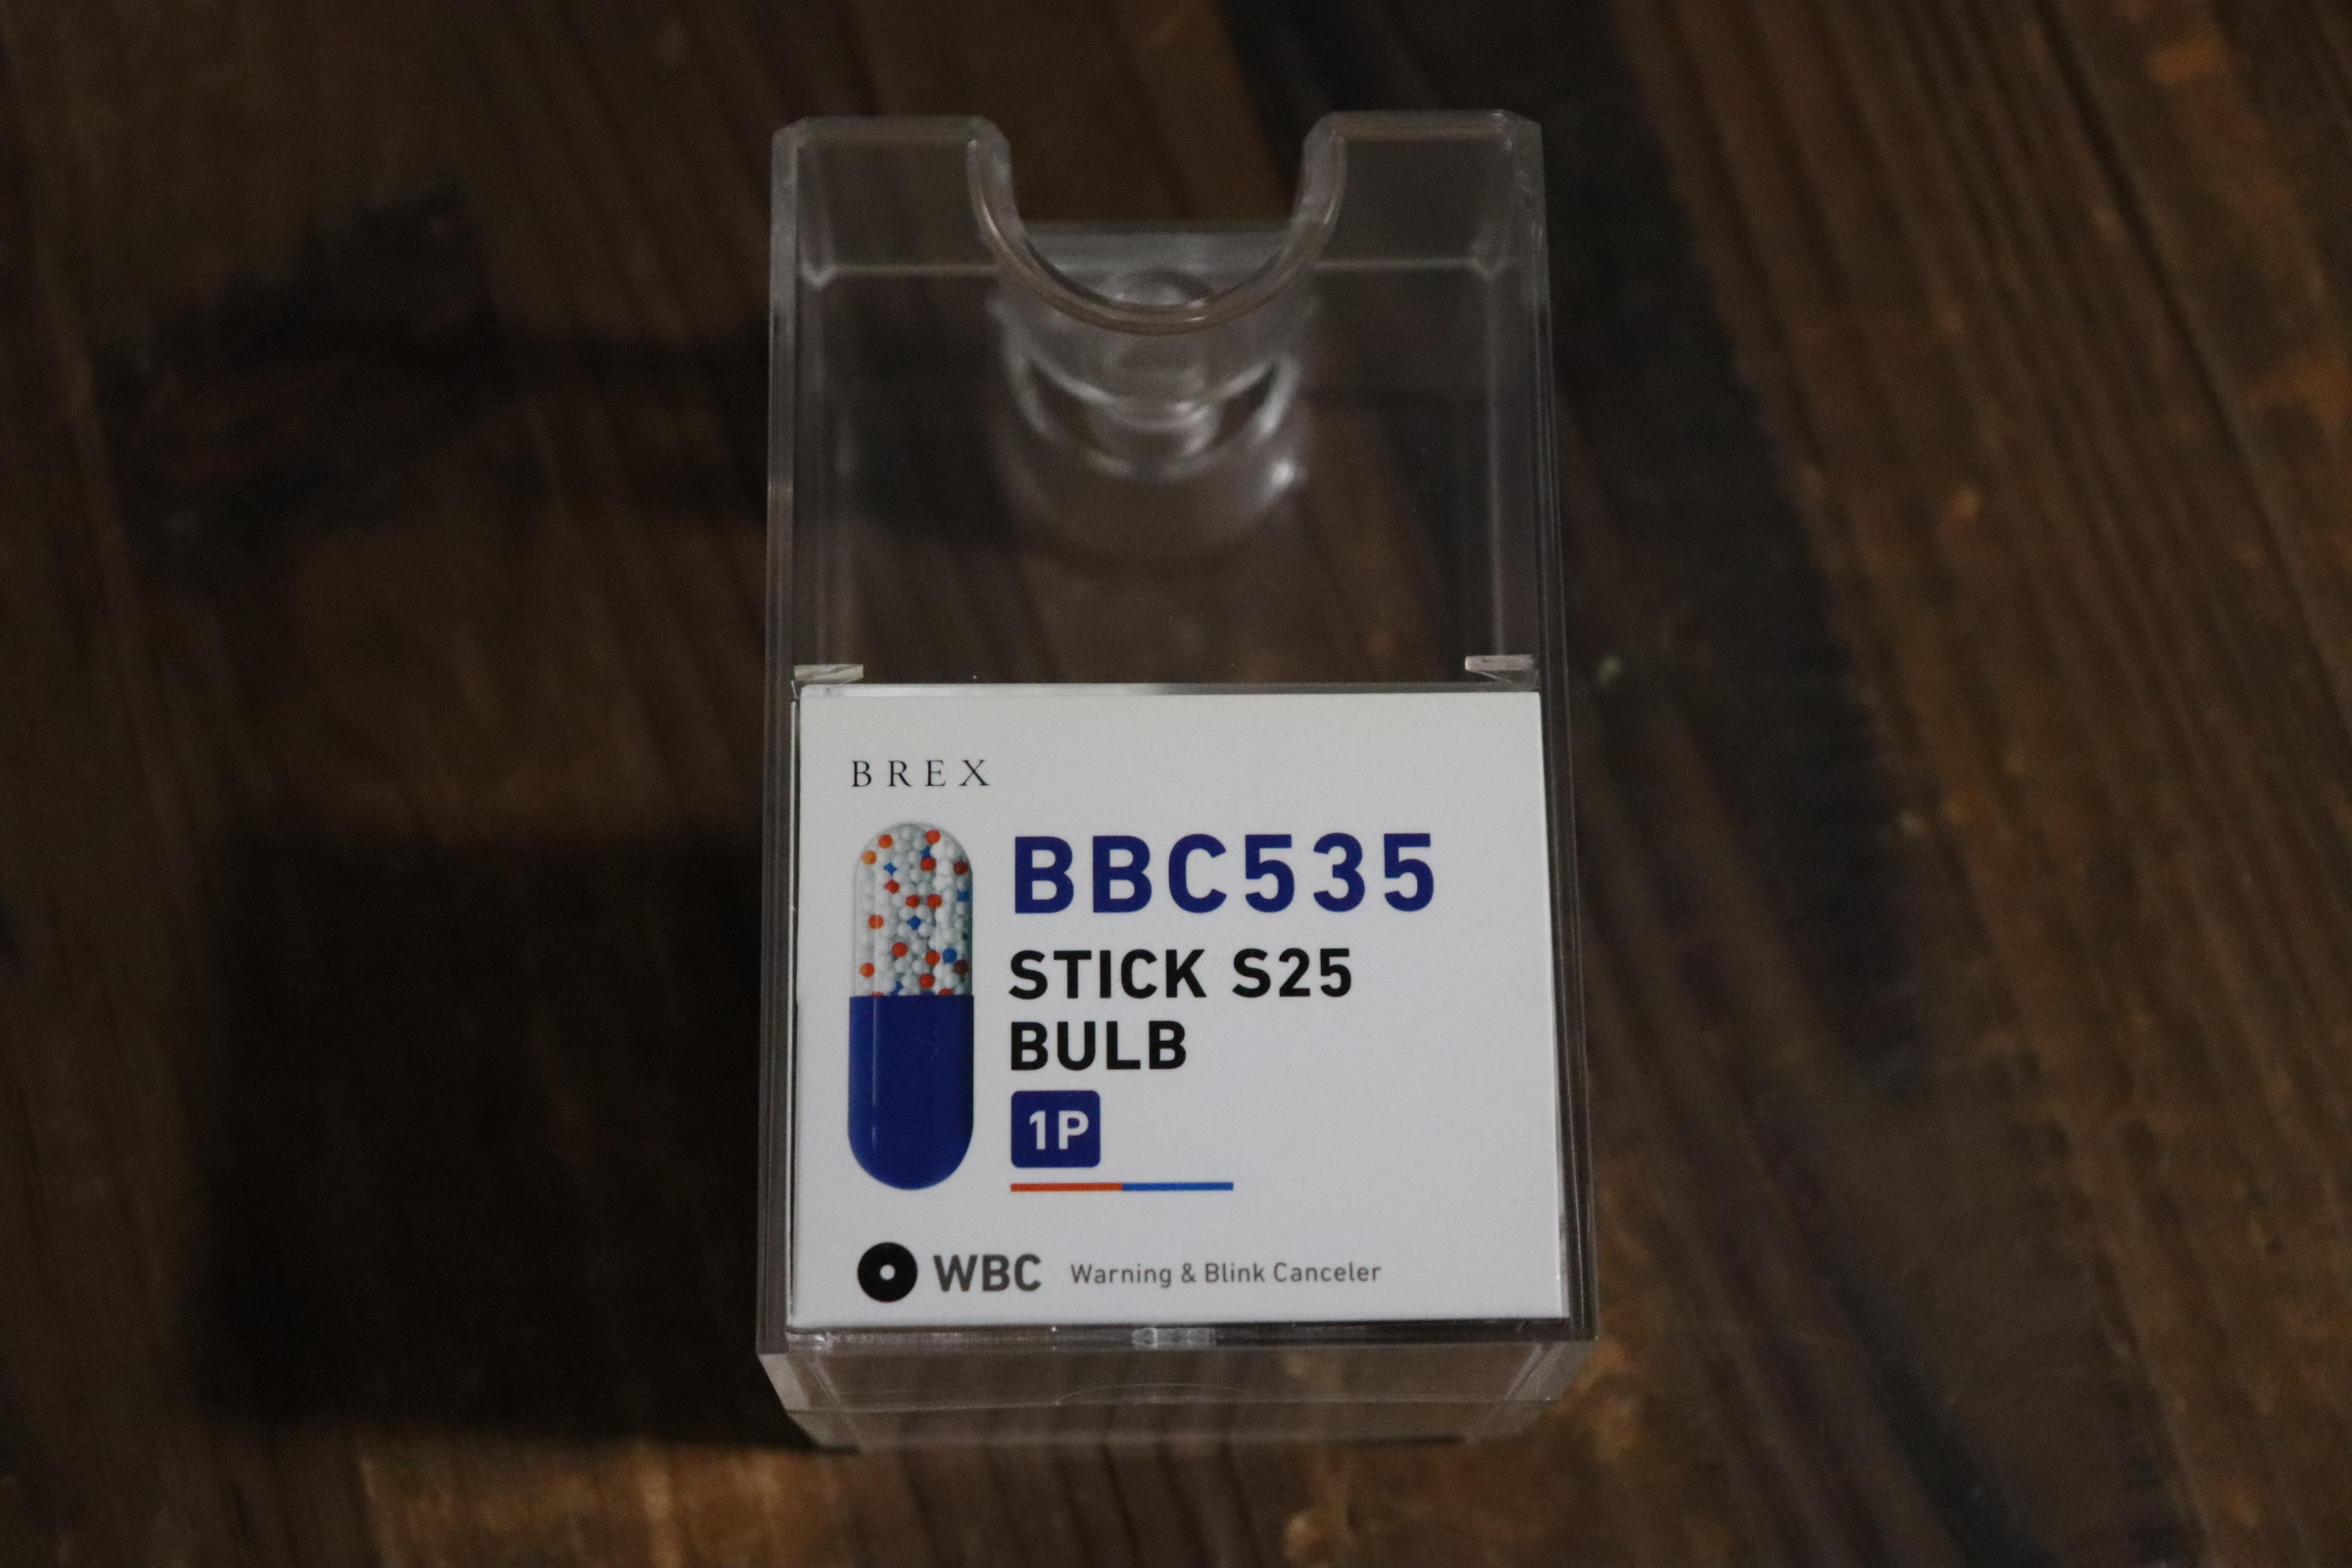 BREX
BBC535
STICK S25
BULB
1P
WBC Warning & Blink Canceler